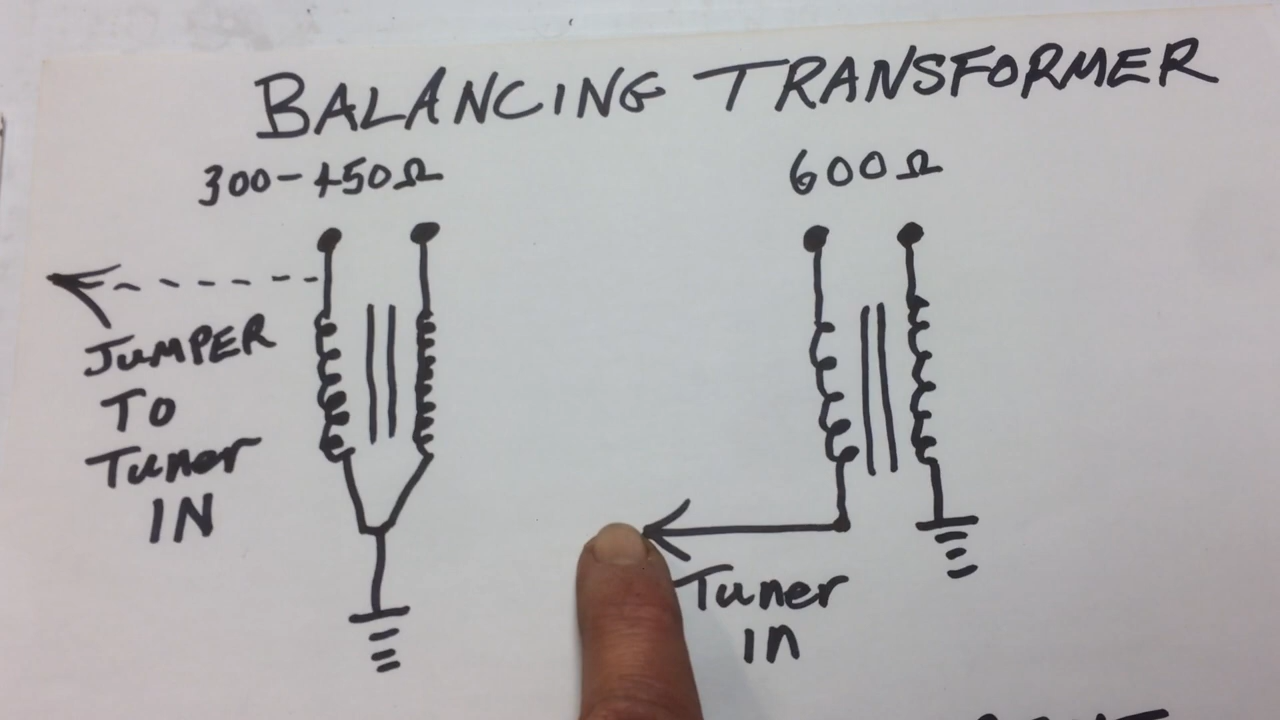 BALANCING TRANSFORMER
300-450Ω
600Ω
JUMPER
TO
Tuner
IN
Tuner
IN